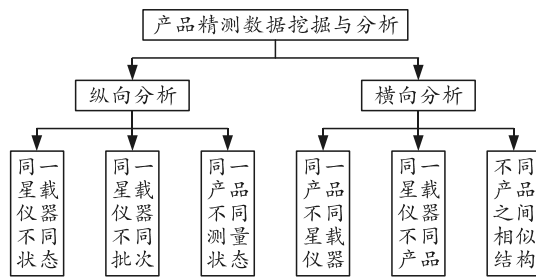 产品精测数据挖掘与分析
纵向分析
横向分析
同一
星载
仪器
不同
状态
同一
星载
仪器
不同
批次
同一
产品
不同
测量
状态
同一
产品
不同
星载
仪器
同一
星载
仪器
不同
产品
不同
产品
之间
相似
结构